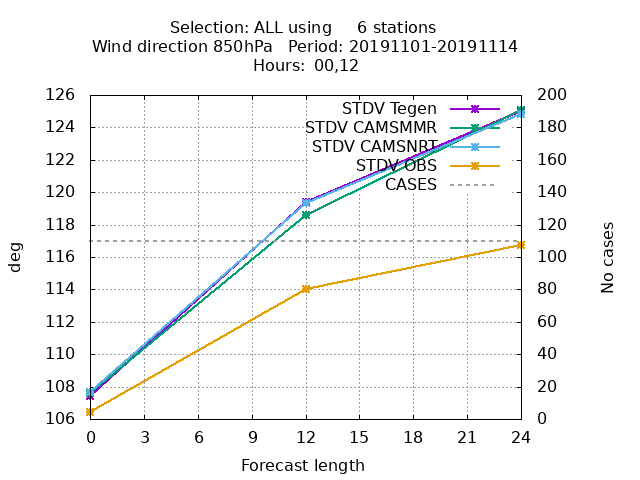 Selection: ALL using     6 stations
Wind direction 850hPa   Period: 20191101-20191114
Hours:  00,12
126
124
122
120
118
116
114
112
110
108
106
200
180
160
140
120
100
80
60
40
20
0
STDV Tegen
STDV CAMSMMR
STDV CAMSNRT
STDV OBS
CASES
deg
No cases
0 3 6 9 12 15 18 21 24
Forecast length